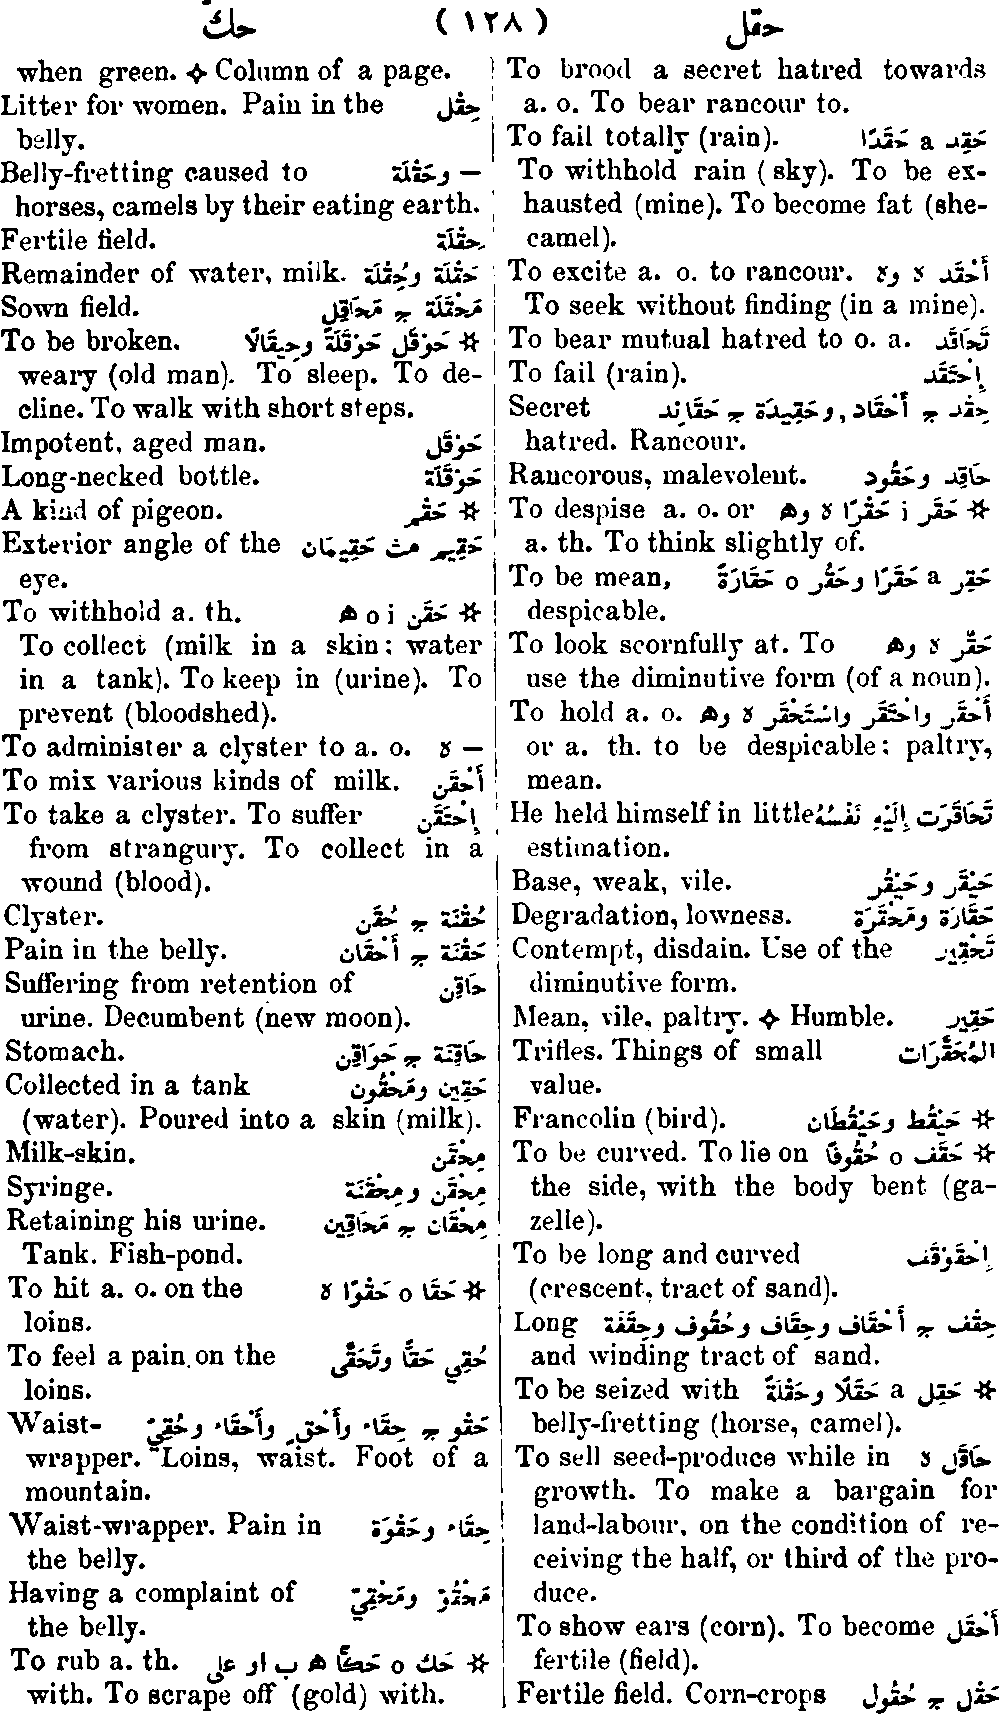 حقل ( ١٢٨ ) حكّ
To brood a secret hatred towards
a. o. To bear rancour to.
To fail totally (rain). حَقِد a حَقَدًا
To withhold rain (sky). To be ex-
hausted (mine). To become fat (she-
camel).
To excite a. o. to rancour. أَحْقَد ه وه
To seek without finding (in a mine).
To bear mutual hatred to o. a. تَحَاقَد
To fail (rain). إِحْتَقَد
Secret حِقْد ج أَحْقَاد, وحَقِيدَة ج حَقَائِد
hatred. Rancour.
Rancorous, malevolent. حَاقِد وحَقُود
To despise a. o. or ✲ حَقَر i حَقْرًا ه وه
a. th. To think slightly of.
To be mean, حَقِر a حَقَرًا وحَقُر o حَقَارَةً
despicable.
To look scornfully at. To حَقَّر ه وه
use the diminutive form (of a noun).
To hold a. o. أَحْقَر واحْتَقَر واسْتَحْقَر ه وه
or a. th. to be despicable; paltry,
mean.
He held himself in little تَحَاقَرَت إِلَيْهِ نَفْسُهُ
estimation.
Base, weak, vile. حَيْقَر وحَيْقُر
Degradation, lowness. حَقَارَة ومَحْقَرَة
Contempt, disdain. Use of the تَحْقِير
diminutive form.
Mean, vile, paltry. ✧ Humble. حَقِير
Trifles. Things of small المُحَقَّرَات
value.
Francolin (bird). ✲ حَيْقُط وحَيْقُطَان
To be curved. To lie on ✲ حَقَف o حُقُوفًا
the side, with the body bent (ga-
zelle).
To be long and curved إِحْقَوْقَف
(crescent, tract of sand).
Long حِقْف ج أَحْقَاف وحِقَاف وحُقُوف وحِقَفَة
and winding tract of sand.
To be seized with ✲ حَقِل a حَقَلًا وحَقْلَةً
belly-fretting (horse, camel).
To sell seed-produce while in حَاقَل ه
growth. To make a bargain for
land-labour, on the condition of re-
ceiving the half, or third of the pro-
duce.
To show ears (corn). To become أَحْقَل
fertile (field).
Fertile field. Corn-crops حَقْل ج حُقُول
when green. ✧ Column of a page.
Litter for women. Pain in the حِقْل
belly.
Belly-fretting caused to — وحَقْلَة
horses, camels by their eating earth.
Fertile field. حِقْلَة
Remainder of water, milk. حَقْلَة وحُقْلَة
Sown field. مَحْقَلَة ج مَحَاقِل
To be broken. ✲ حَوْقَل حَوْقَلَةً وحِيقَالًا
weary (old man). To sleep. To de-
cline. To walk with short steps.
Impotent, aged man. حَوْقَل
Long-necked bottle. حَوْقَلَة
A kind of pigeon. ✲ حَقْم
Exterior angle of the حَقِيم مث حَقِيمَان
eye.
To withhold a. th. ✲ حَقَن o i ه
To collect (milk in a skin; water
in a tank). To keep in (urine). To
prevent (bloodshed).
To administer a clyster to a. o. — ه
To mix various kinds of milk. أَحْقَن
To take a clyster. To suffer إِحْتَقَن
from strangury. To collect in a
wound (blood).
Clyster. حُقْنَة ج حُقَن
Pain in the belly. حَقْنَة ج أَحْقَان
Suffering from retention of حَاقِن
urine. Decumbent (new moon).
Stomach. حَاقِنَة ج حَوَاقِن
Collected in a tank حَقِين ومَحْقُون
(water). Poured into a skin (milk).
Milk-skin. مِحْقَن
Syringe. مِحْقَن ومِحْقَنَة
Retaining his urine. مِحْقَان ج مَحَاقِين
Tank. Fish-pond.
To hit a. o. on the ✲ حَقَا o حَقْوًا ه
loins.
To feel a pain on the حُقِي حَقًا وتَحَقَّى
loins.
Waist- حَقْو ج حِقَاء وأَحْقٍ وأَحْقَاء وحُقِيّ
wrapper. Loins, waist. Foot of a
mountain.
Waist-wrapper. Pain in حِقَاء وحَقْوَة
the belly.
Having a complaint of مَحْقُوّ ومَحْقِيّ
the belly.
To rub a. th. ✲ حَكّ o حَكًّا ه ب او على
with. To scrape off (gold) with.